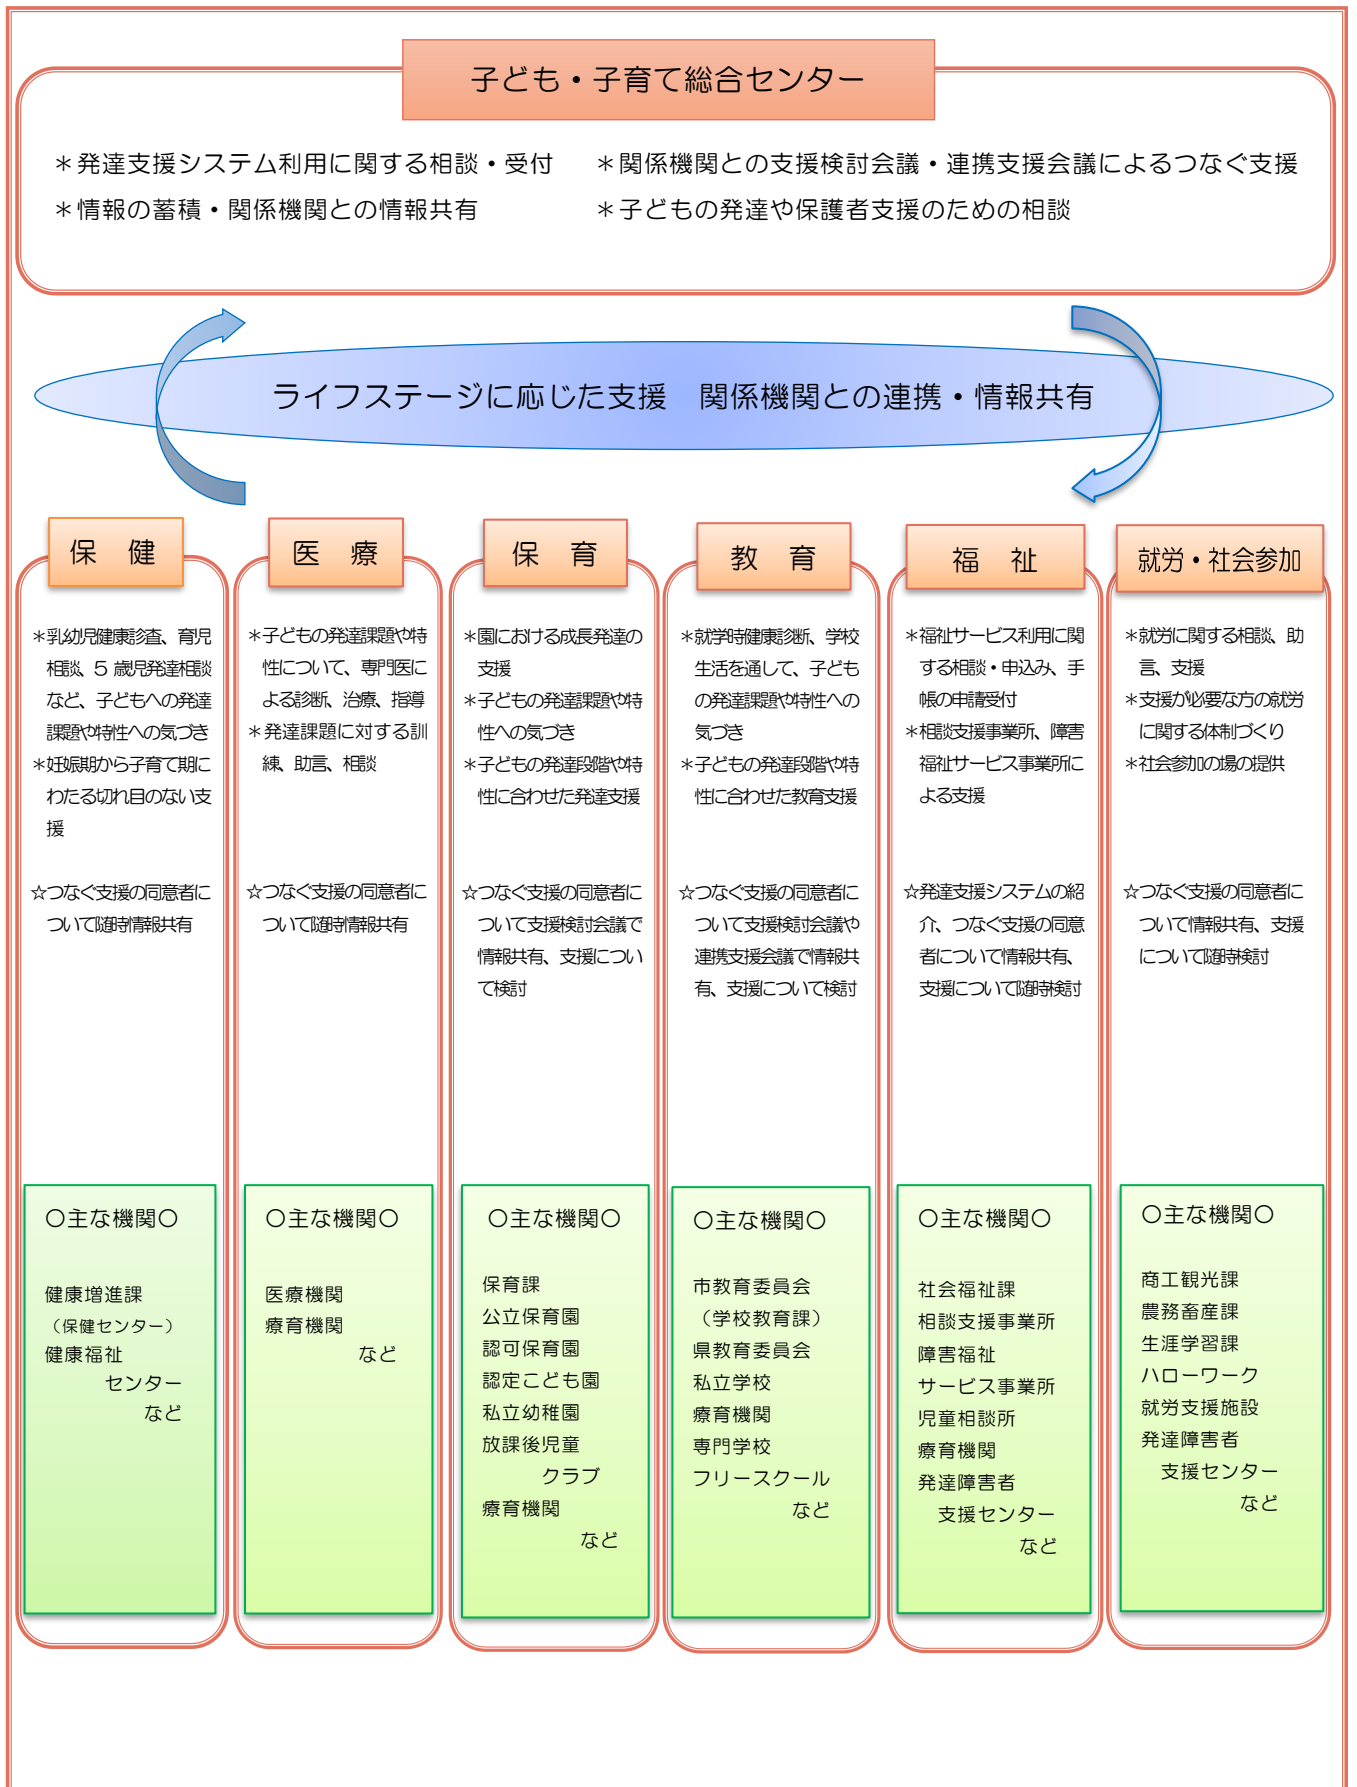 子ども・子育て総合センター
＊発達支援システム利用に関する相談・受付
＊関係機関との支援検討会議・連携支援会議によるつなぐ支援
＊情報の蓄積・関係機関との情報共有
＊子どもの発達や保護者支援のための相談
ライフステージに応じた支援　関係機関との連携・情報共有
保　健
＊乳幼児健康診査、育児
相談、５歳児発達相談
など、子どもへの発達
課題や特性への気づき
＊妊娠期から子育て期に
わたる切れ目のない支
援
☆つなぐ支援の同意者に
ついて随時情報共有
〇主な機関〇
健康増進課
（保健センター）
健康福祉
センター
など
医　療
＊子どもの発達課題や特
性について、専門医に
よる診断、治療、指導
＊発達課題に対する訓
練、助言、相談
☆つなぐ支援の同意者に
ついて随時情報共有
〇主な機関〇
医療機関
療育機関
など
保　育
＊園における成長発達の
支援
＊子どもの発達課題や特
性への気づき
＊子どもの発達段階や特
性に合わせた発達支援
☆つなぐ支援の同意者に
ついて支援検討会議で
情報共有、支援につい
て検討
〇主な機関〇
保育課
公立保育園
認可保育園
認定こども園
私立幼稚園
放課後児童
クラブ
療育機関
など
教　育
＊就学時健康診断、学校
生活を通して、子ども
の発達課題や特性への
気づき
＊子どもの発達段階や特
性に合わせた教育支援
☆つなぐ支援の同意者に
ついて支援検討会議や
連携支援会議で情報共
有、支援について検討
〇主な機関〇
市教育委員会
（学校教育課）
県教育委員会
私立学校
療育機関
専門学校
フリースクール
など
福　祉
＊福祉サービス利用に関
する相談・申込み、手
帳の申請受付
＊相談支援事業所、障害
福祉サービス事業所に
よる支援
☆発達支援システムの紹
介、つなぐ支援の同意
者について情報共有、
支援について随時検討
〇主な機関〇
社会福祉課
相談支援事業所
障害福祉
サービス事業所
児童相談所
療育機関
発達障害者
支援センター
など
就労・社会参加
＊就労に関する相談、助
言、支援
＊支援が必要な方の就労
に関する体制づくり
＊社会参加の場の提供
☆つなぐ支援の同意者に
ついて情報共有、支援
について随時検討
〇主な機関〇
商工観光課
農務畜産課
生涯学習課
ハローワーク
就労支援施設
発達障害者
支援センター
など